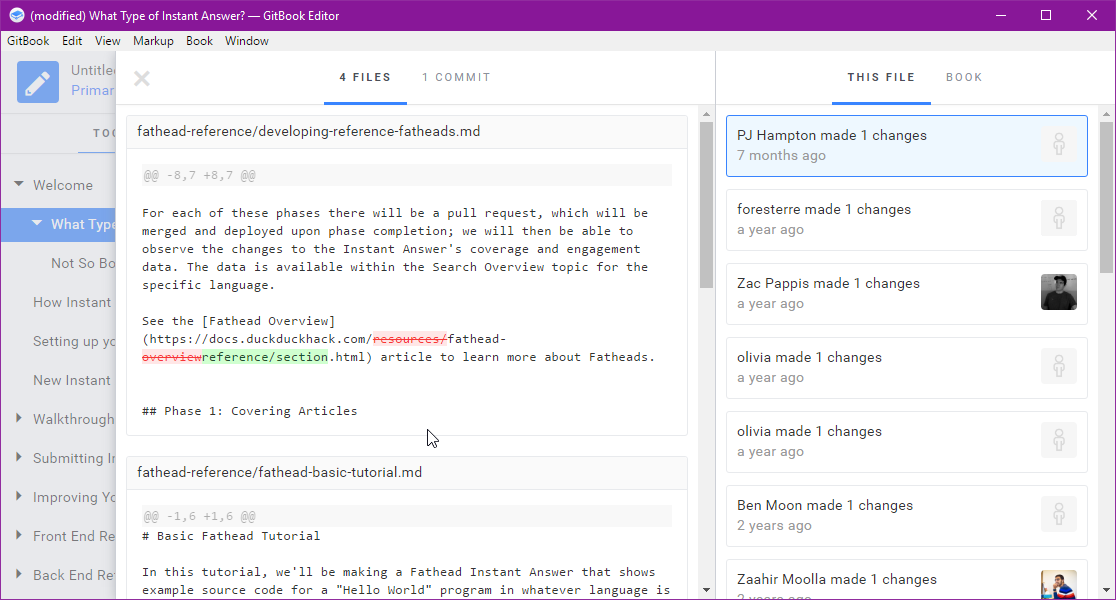 (modified) What Type of Instant Answer? — GitBook Editor
GitBook Edit View Markup Book Window
Untitle
Primar
TOC
Welcome
What Type
Not So Bo
How Instant
Setting up yo
New Instant
Walkthrough
Submitting In
Improving Yo
Front End Re
Back End Ref
4 FILES 1 COMMIT
fathead-reference/developing-reference-fatheads.md
@@ -8,7 +8,7 @@
For each of these phases there will be a pull request, which will be
merged and deployed upon phase completion; we will then be able to
observe the changes to the Instant Answer's coverage and engagement
data. The data is available within the Search Overview topic for the
specific language.
See the [Fathead Overview]
(https://docs.duckduckhack.com/resources/fathead-
overviewreference/section.html) article to learn more about Fatheads.
## Phase 1: Covering Articles
fathead-reference/fathead-basic-tutorial.md
@@ -1,6 +1,6 @@
# Basic Fathead Tutorial
In this tutorial, we'll be making a Fathead Instant Answer that shows
example source code for a "Hello World" program in whatever language is
THIS FILE BOOK
PJ Hampton made 1 changes
7 months ago
foresterre made 1 changes
a year ago
Zac Pappis made 1 changes
a year ago
olivia made 1 changes
a year ago
olivia made 1 changes
a year ago
Ben Moon made 1 changes
2 years ago
Zaahir Moolla made 1 changes
2 years ago